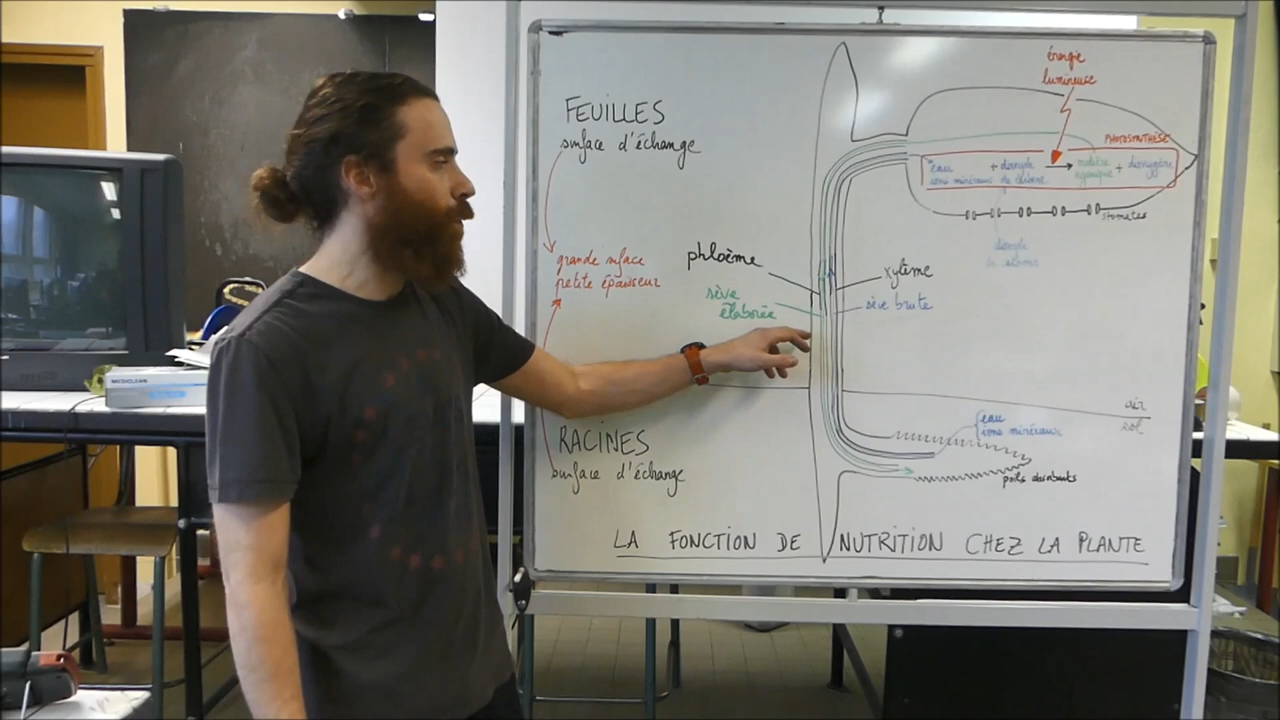 FEUILLES
surface d'échange
grande surface
petite épaisseur
RACINES
surface d'échange
énergie
lumineuse
PHOTOSYNTHÈSE
eau + dioxyde → matière + dioxygène
ions minéraux de carbone organique
stomates
dioxyde
de carbone
phloème
xylème
sève
élaborée
sève brute
air
sol
eau
ions minéraux
poils absorbants
LA FONCTION DE NUTRITION CHEZ LA PLANTE
MEDICLEAN